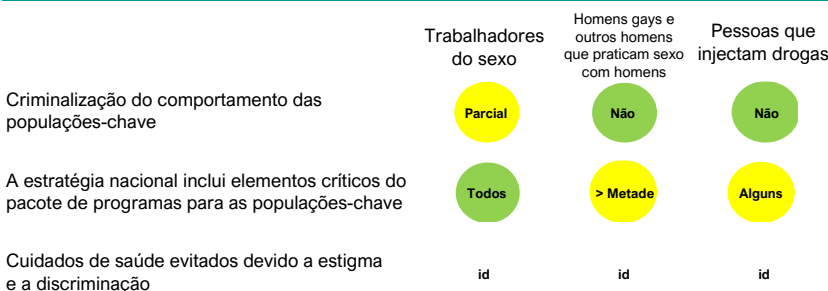 Trabalhadores
do sexo
Homens gays e
outros homens
que praticam sexo
com homens
Pessoas que
injectam drogas
Criminalização do comportamento das
populações-chave
Parcial
Não
Não
A estratégia nacional inclui elementos críticos do
pacote de programas para as populações-chave
Todos
> Metade
Alguns
Cuidados de saúde evitados devido a estigma
e a discriminação
id
id
id